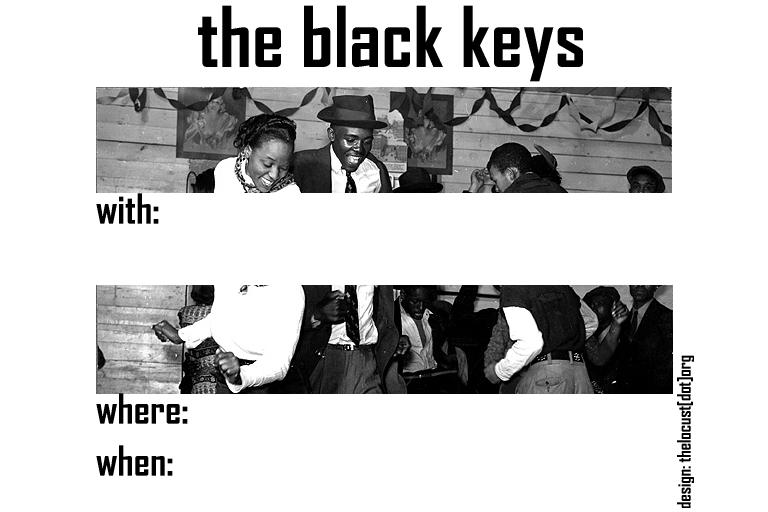 the black keys
with:
where:
when:
design: thelocust[dot]org